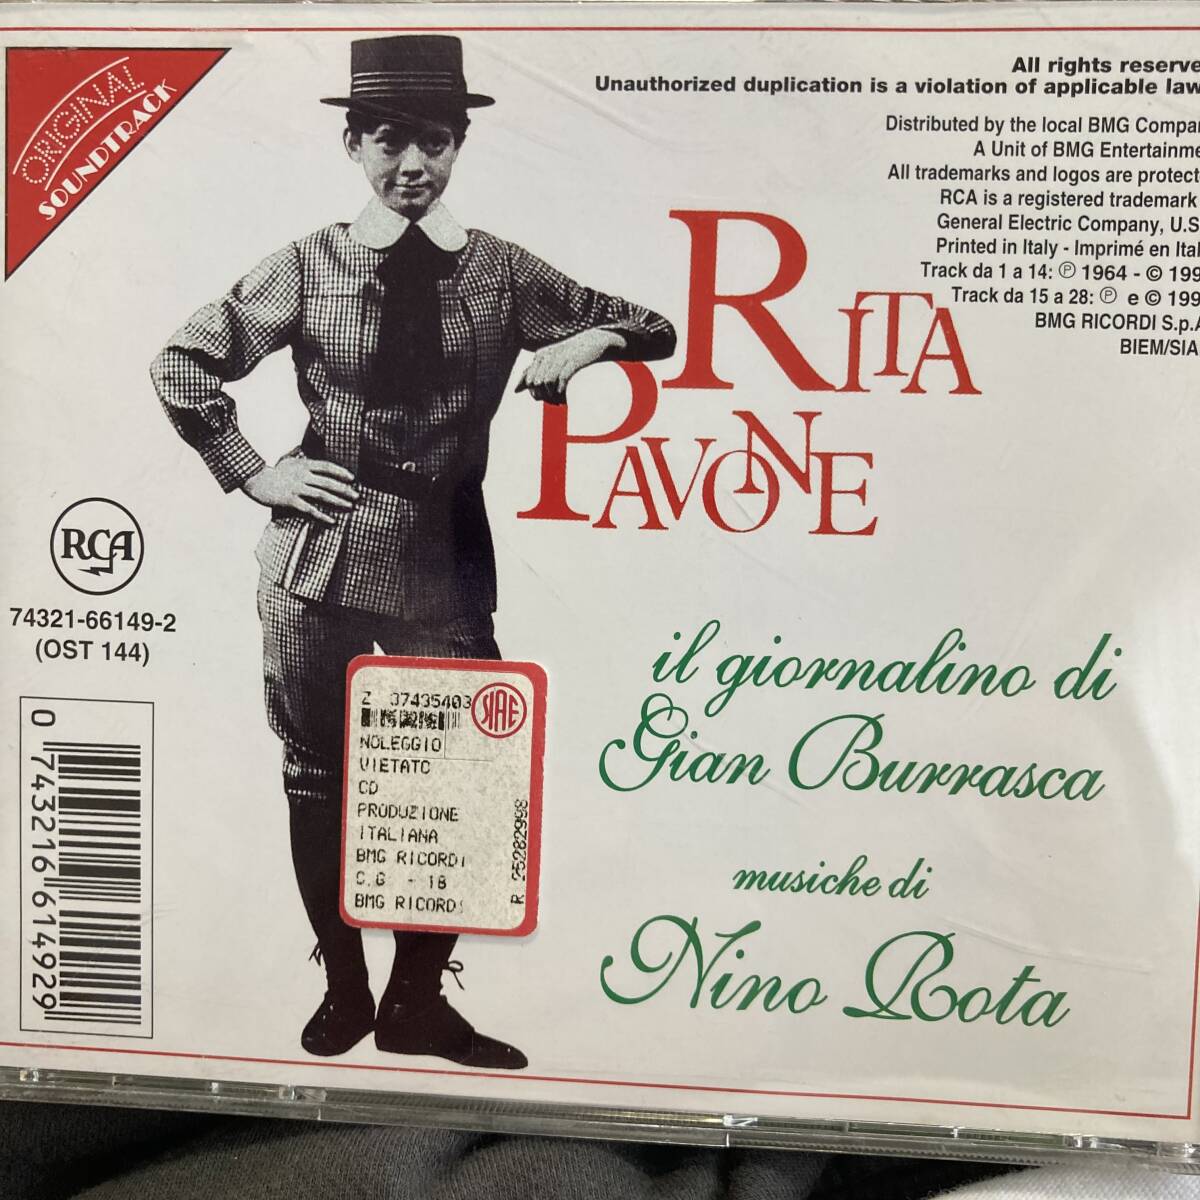 ORIGINAL
SOUNDTRACK
All rights reserve
Unauthorized duplication is a violation of applicable law
Distributed by the local BMG Compa
A Unit of BMG Entertainme
All trademarks and logos are protect
RCA is a registered trademark
General Electric Company, U.S
Printed in Italy - Imprimé en Ital
Track da 1 a 14: ℗ 1964 - © 199
Track da 15 a 28: ℗ e © 199
BMG RICORDI S.p.A
BIEM/SIA
RITA
PAVONE
RCA
74321-66149-2
(OST 144)
il giornalino di
Gian Burrasca
musiche di
Nino Rota
Z 37435403
SIAE
NOLEGGIO
VIETATO
CD
PRODUZIONE
ITALIANA
BMG RICORDI
C.G - 18
BMG RICORD
R 25282998
0 743216 614929